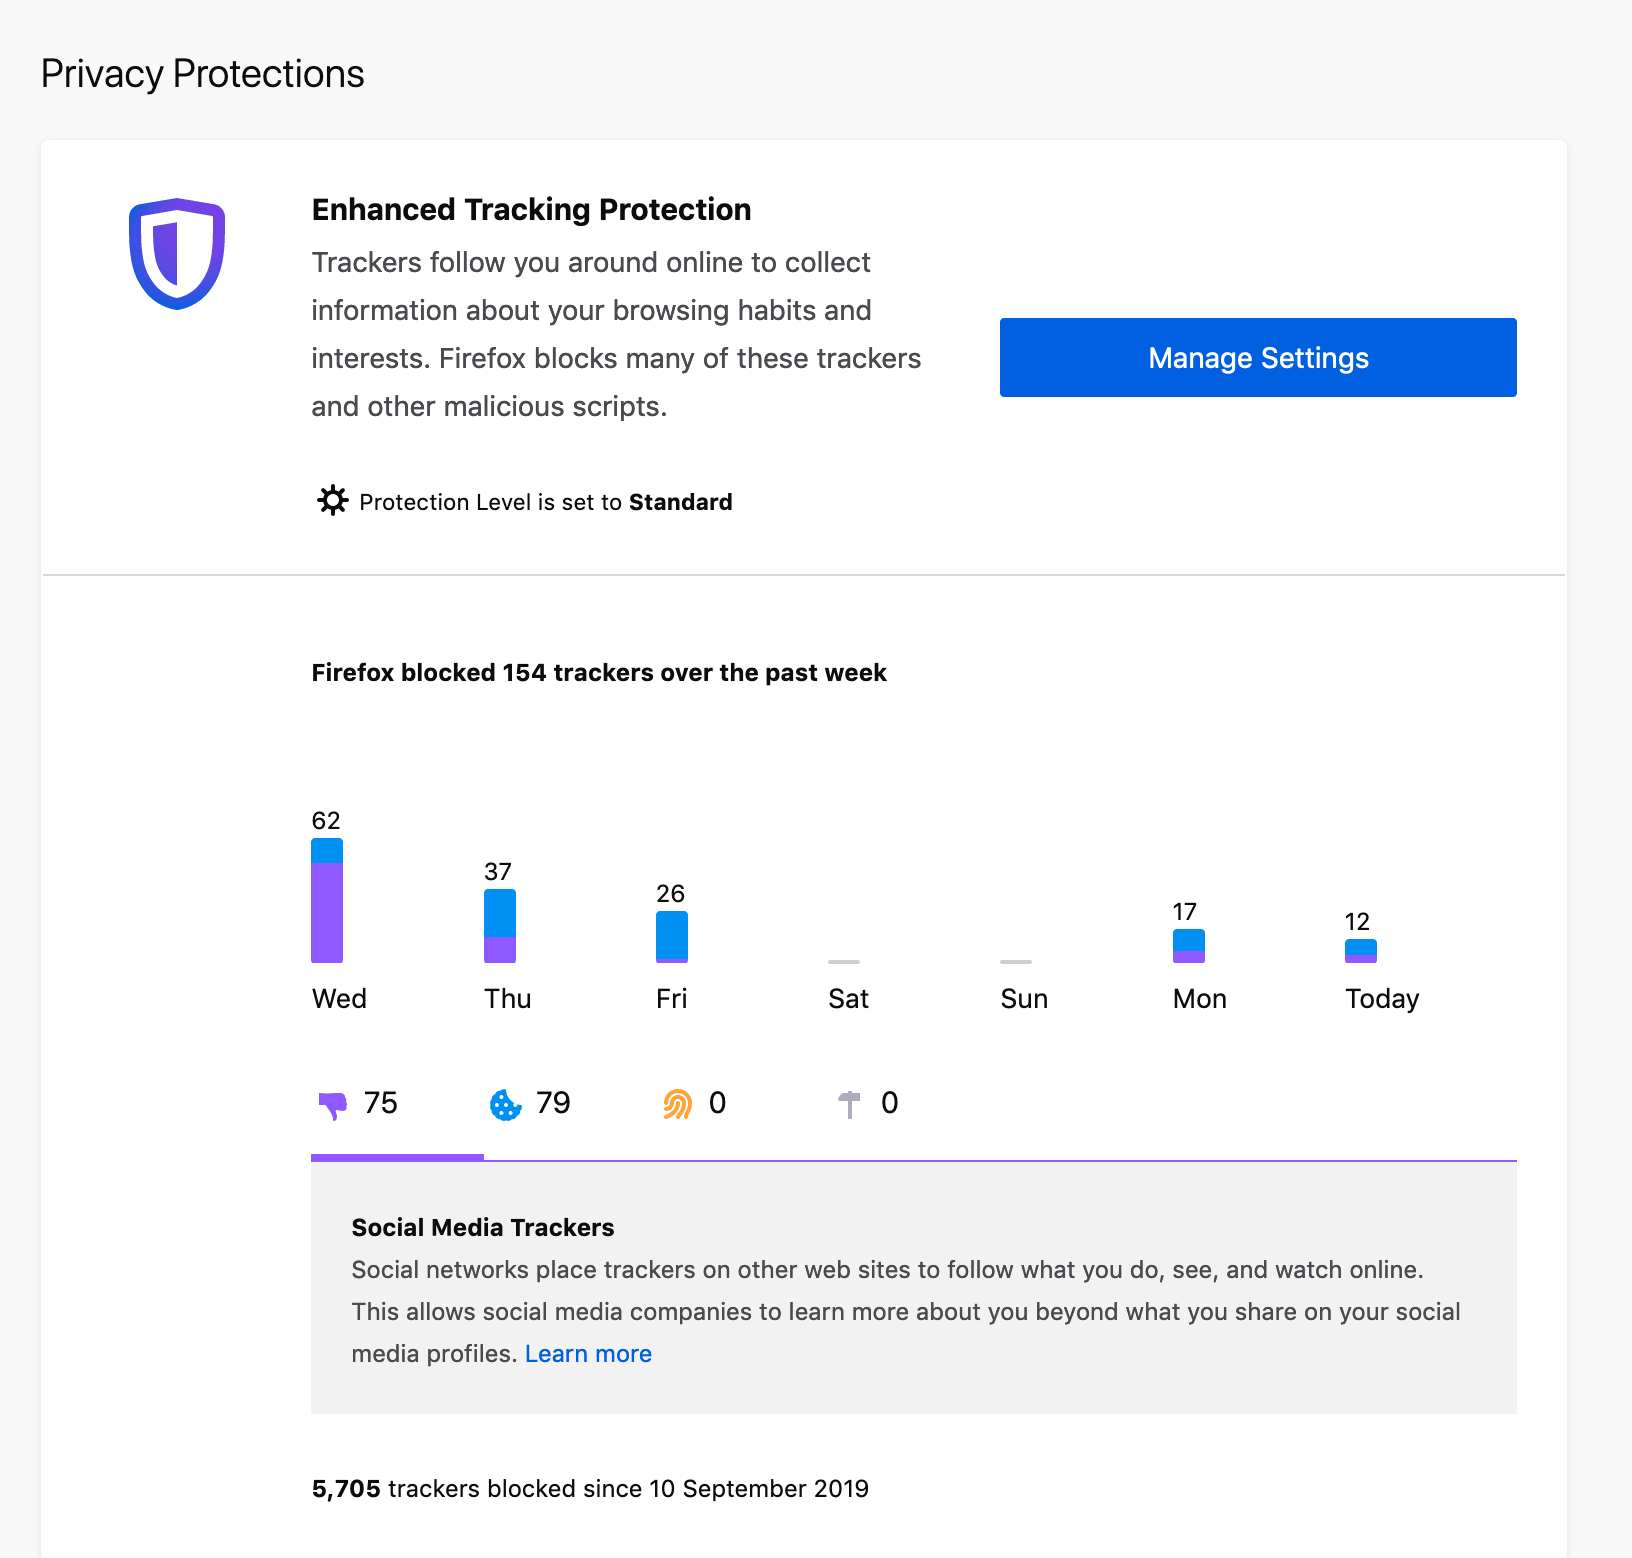 Privacy Protections
Enhanced Tracking Protection
Trackers follow you around online to collect
information about your browsing habits and
interests. Firefox blocks many of these trackers
and other malicious scripts.
Manage Settings
Protection Level is set to Standard
Firefox blocked 154 trackers over the past week
62
37
26
17
12
Wed
Thu
Fri
Sat
Sun
Mon
Today
75
79
0
0
Social Media Trackers
Social networks place trackers on other web sites to follow what you do, see, and watch online.
This allows social media companies to learn more about you beyond what you share on your social
media profiles. Learn more
5,705 trackers blocked since 10 September 2019